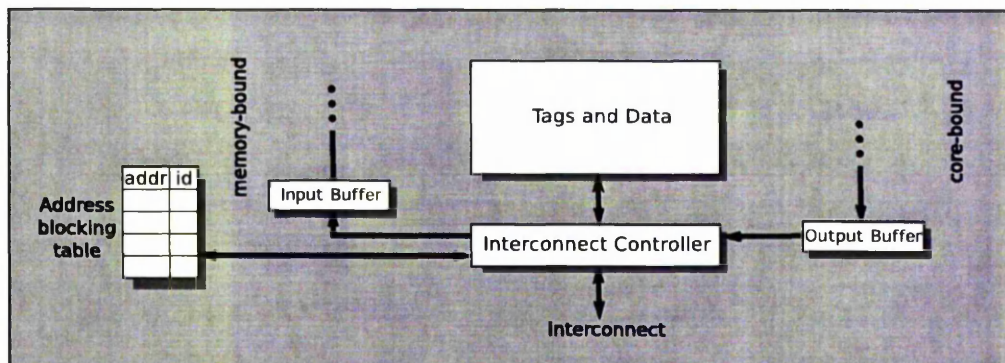 memory-bound
Tags and Data
core-bound
addr id
Input Buffer
Address
blocking
table
Interconnect Controller
Output Buffer
Interconnect